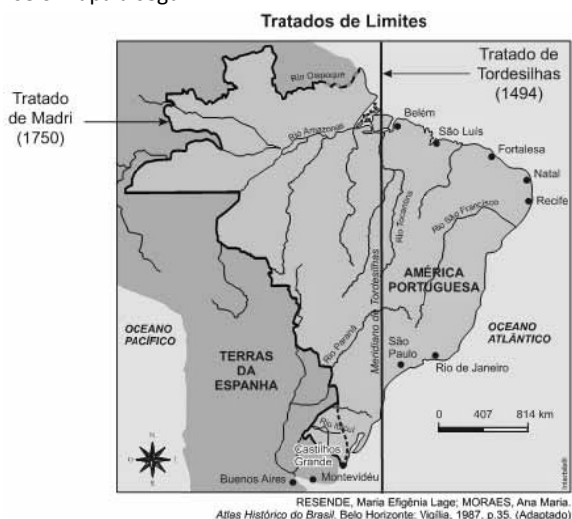 Tratados de Limites
Tratado de
Tordesilhas
(1494)
Tratado
de Madri
(1750)
Rio Oiapoque
Rio Amazonas
Belém
São Luís
Fortalesa
Natal
Recife
Rio Tocantins
Rio São Francisco
Meridiano de Tordesilhas
AMÉRICA
PORTUGUESA
OCEANO
PACÍFICO
TERRAS
DA
ESPANHA
Rio Paraná
São
Paulo
Rio de Janeiro
OCEANO
ATLÂNTICO
0 407 814 km
Castilhos
Grande
Buenos Aires
Montevidéu
N
S
RESENDE, Maria Efigênia Lage; MORAES, Ana Maria.
Atlas Histórico do Brasil. Belo Horizonte: Vigília, 1987. p.35. (Adaptado)